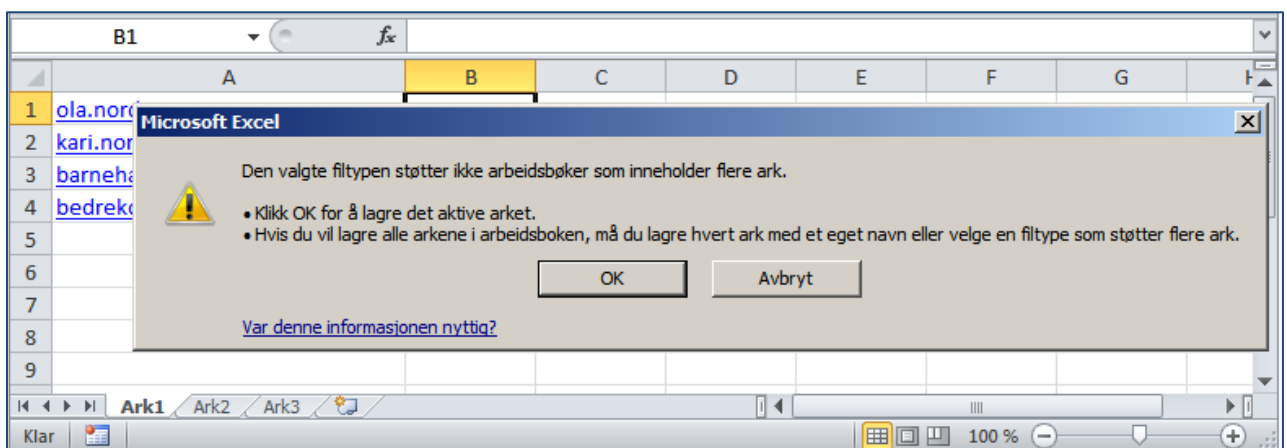 B1 fx
A B C D E F G
1 ola.nord
2 kari.nor
3 barneha
4 bedreko
5
6
7
8
9
Microsoft Excel
Den valgte filtypen støtter ikke arbeidsbøker som inneholder flere ark.
• Klikk OK for å lagre det aktive arket.
• Hvis du vil lagre alle arkene i arbeidsboken, må du lagre hvert ark med et eget navn eller velge en filtype som støtter flere ark.
OK Avbryt
Var denne informasjonen nyttig?
Ark1 Ark2 Ark3
Klar 100 %